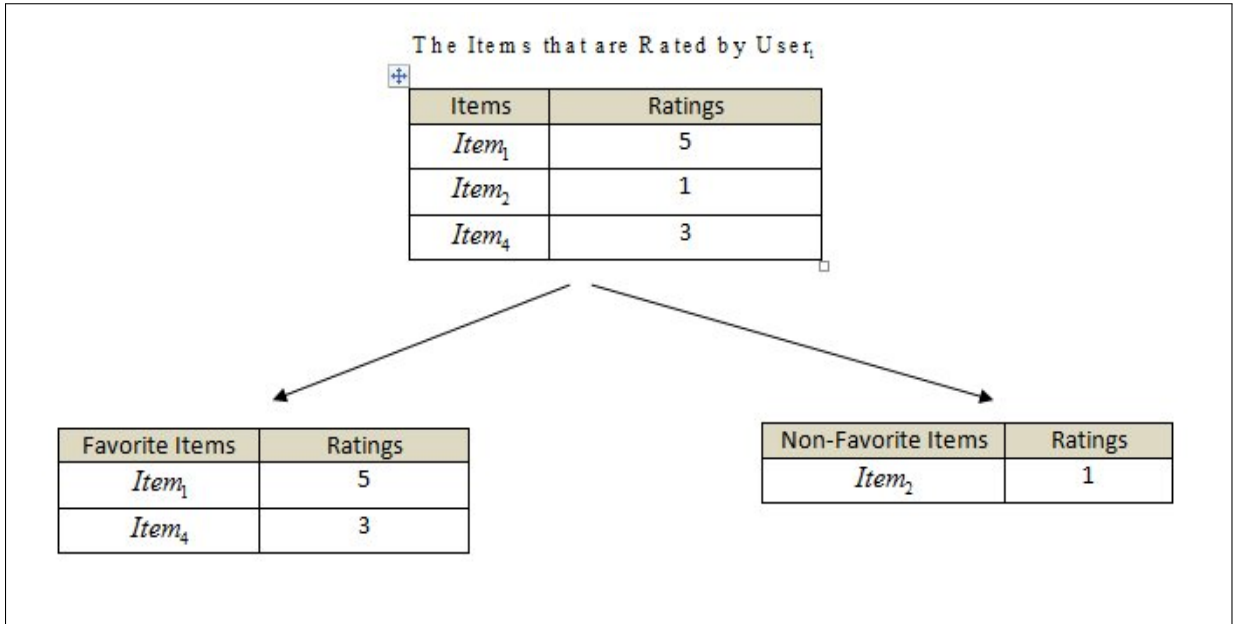 The Items that are Rated by User₁
Items Ratings
Item₁ 5
Item₂ 1
Item₄ 3
Favorite Items Ratings
Item₁ 5
Item₄ 3
Non-Favorite Items Ratings
Item₂ 1